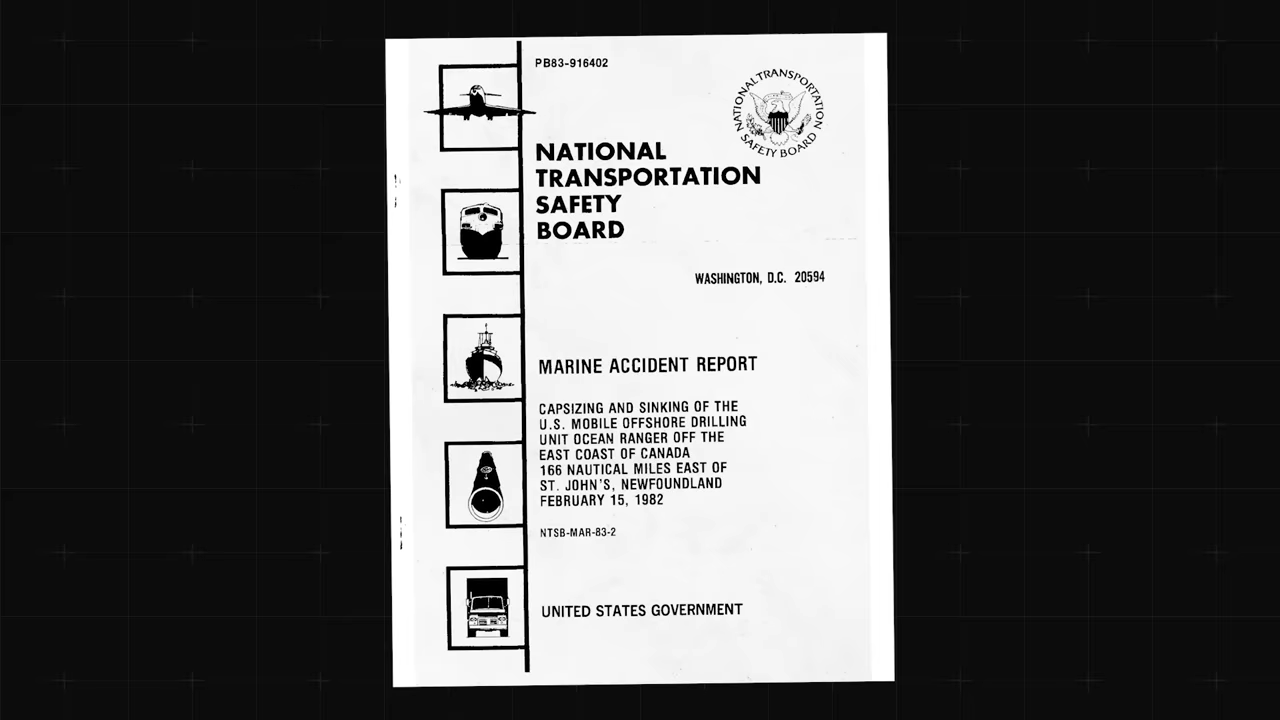 PB83-916402
NATIONAL TRANSPORTATION
SAFETY BOARD
NATIONAL
TRANSPORTATION
SAFETY
BOARD
WASHINGTON, D.C. 20594
MARINE ACCIDENT REPORT
CAPSIZING AND SINKING OF THE
U.S. MOBILE OFFSHORE DRILLING
UNIT OCEAN RANGER OFF THE
EAST COAST OF CANADA
166 NAUTICAL MILES EAST OF
ST. JOHN'S, NEWFOUNDLAND
FEBRUARY 15, 1982
NTSB-MAR-83-2
UNITED STATES GOVERNMENT